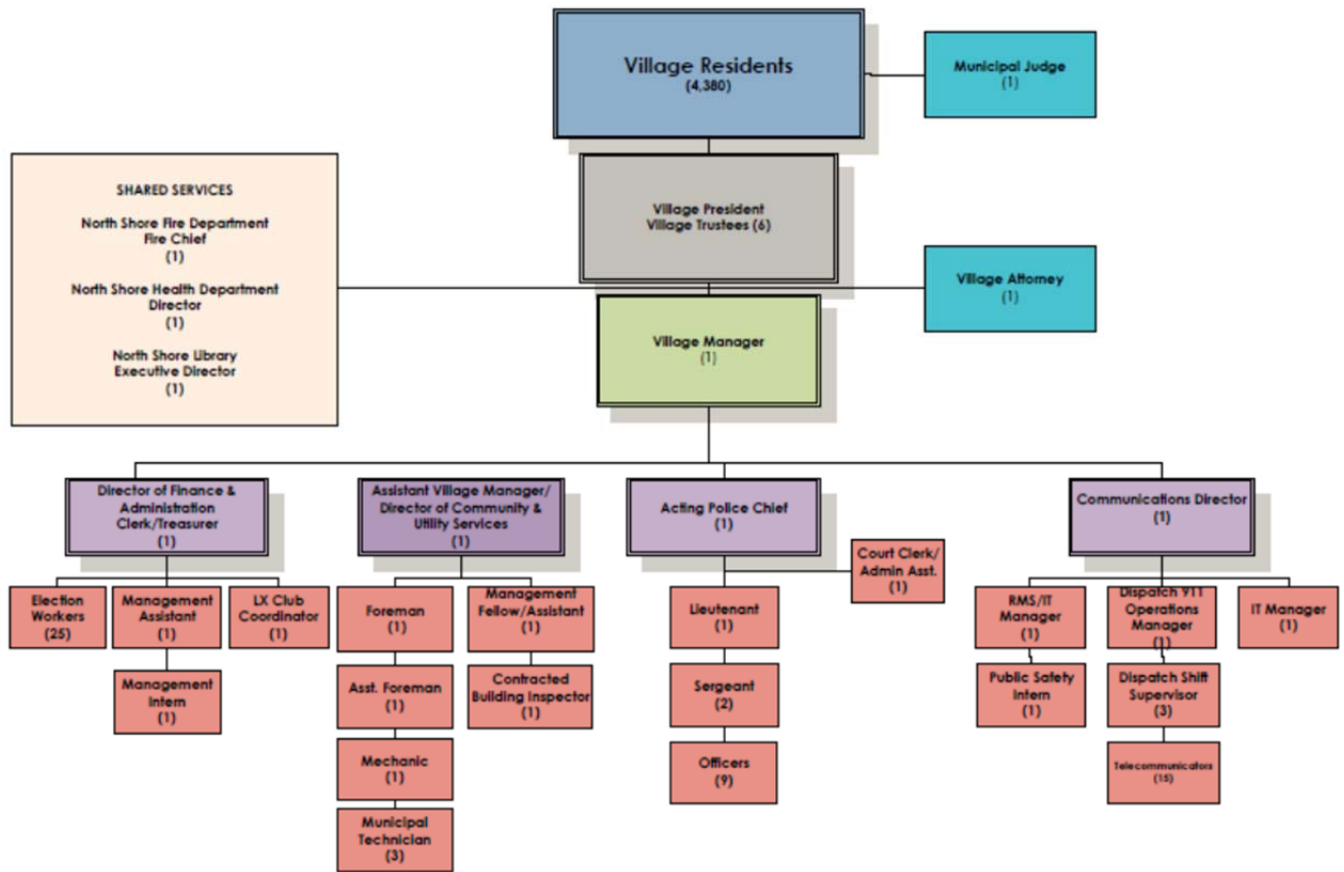 Village Residents
(4,380)
Municipal Judge
(1)
SHARED SERVICES
North Shore Fire Department
Fire Chief
(1)
North Shore Health Department
Director
(1)
North Shore Library
Executive Director
(1)
Village President
Village Trustees (6)
Village Attorney
(1)
Village Manager
(1)
Director of Finance &
Administration
Clerk/Treasurer
(1)
Assistant Village Manager/
Director of Community &
Utility Services
(1)
Acting Police Chief
(1)
Communications Director
(1)
Election
Workers
(25)
Management
Assistant
(1)
LX Club
Coordinator
(1)
Management
Intern
(1)
Foreman
(1)
Management
Fellow/Assistant
(1)
Asst. Foreman
(1)
Contracted
Building Inspector
(1)
Mechanic
(1)
Municipal
Technician
(3)
Court Clerk/
Admin Asst.
(1)
Lieutenant
(1)
Sergeant
(2)
Officers
(9)
RMS/IT
Manager
(1)
Dispatch 911
Operations
Manager
(1)
IT Manager
(1)
Public Safety
Intern
(1)
Dispatch Shift
Supervisor
(3)
Telecommunicators
(15)